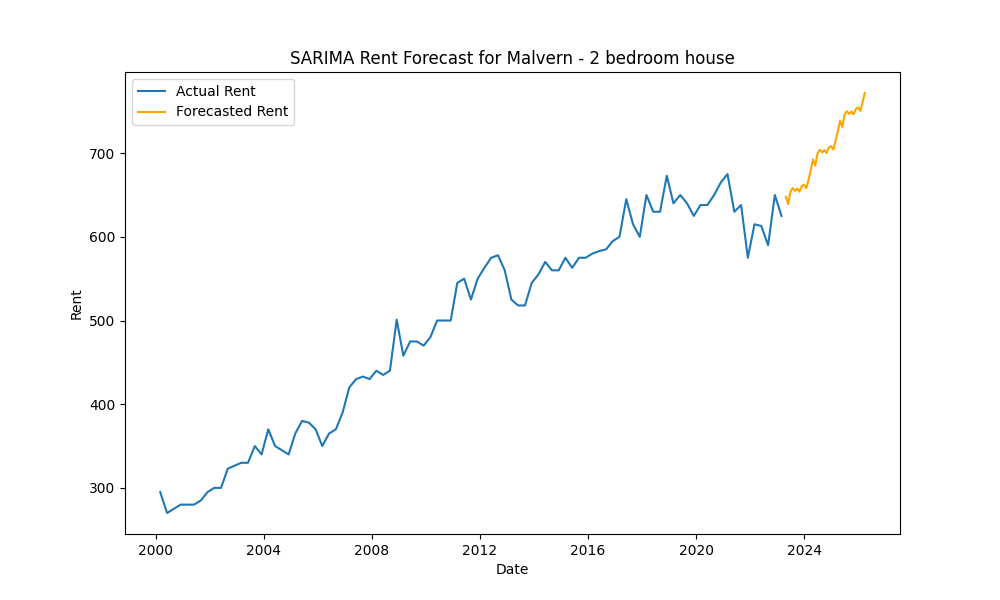 SARIMA Rent Forecast for Malvern - 2 bedroom house
Actual Rent
Forecasted Rent
700
600
500
400
300
Rent
2000 2004 2008 2012 2016 2020 2024
Date